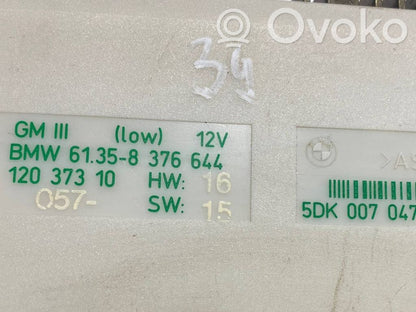 Ovoko
34
GM III (low) 12V
BMW 61.35-8 376 644
120 373 10 HW: 16
057- SW: 15
>A
5DK 007 047